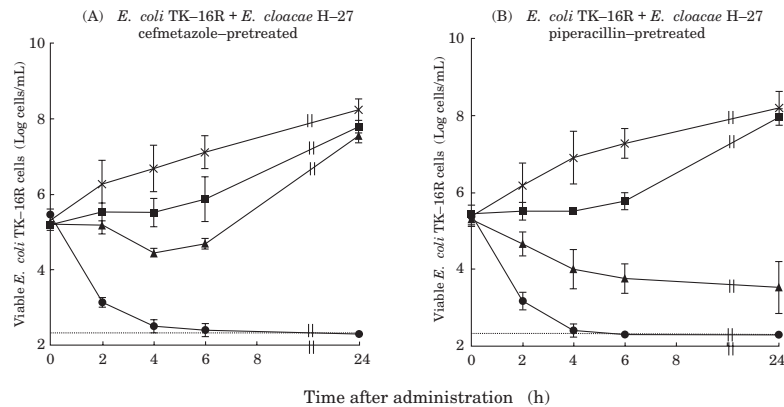 (A) E. coli TK–16R + E. cloacae H–27
cefmetazole–pretreated
Viable E. coli TK–16R cells (Log cells/mL)
10
8
6
4
2
0 2 4 6 8 24
(B) E. coli TK–16R + E. cloacae H–27
piperacillin–pretreated
Viable E. coli TK–16R cells (Log cells/mL)
10
8
6
4
2
0 2 4 6 8 24
Time after administration (h)